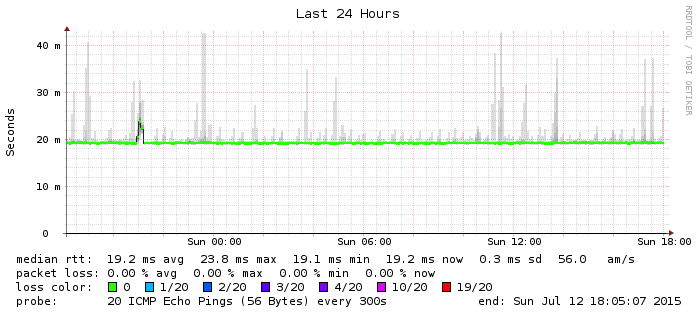 Last 24 Hours
RRDTOOL / TOBI OETIKER
Seconds
40 m
30 m
20 m
10 m
0
Sun 00:00 Sun 06:00 Sun 12:00 Sun 18:00
median rtt: 19.2 ms avg 23.8 ms max 19.1 ms min 19.2 ms now 0.3 ms sd 56.0 am/s
packet loss: 0.00 % avg 0.00 % max 0.00 % min 0.00 % now
loss color: 0 1/20 2/20 3/20 4/20 10/20 19/20
probe: 20 ICMP Echo Pings (56 Bytes) every 300s end: Sun Jul 12 18:05:07 2015